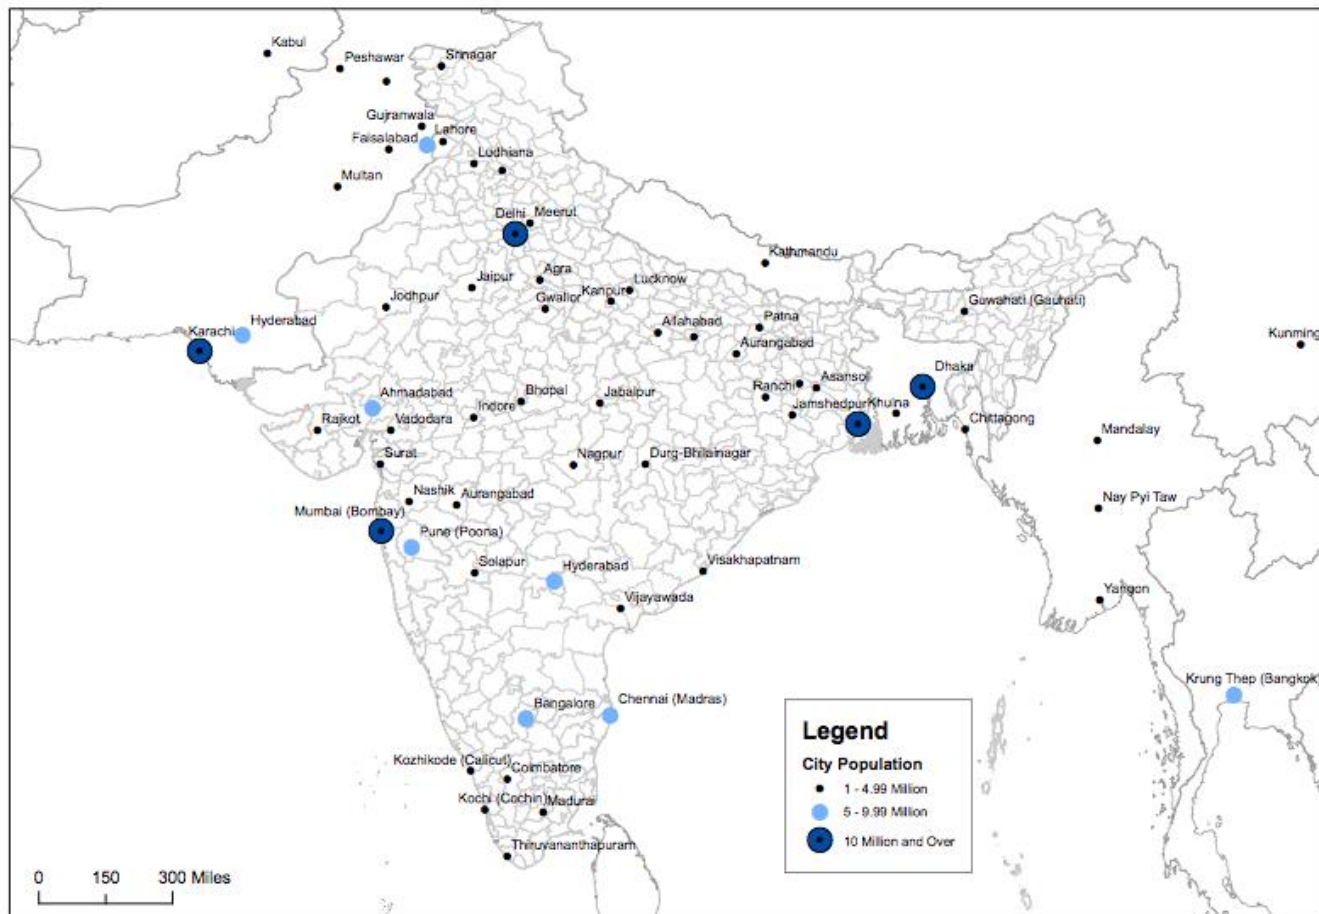 Kabul
Peshawar
Srinagar
Gujranwala
Faisalabad
Lahore
Ludhiana
Multan
Delhi
Meerut
Kathmandu
Jaipur
Agra
Lucknow
Kanpur
Jodhpur
Gwalior
Guwahati (Gauhati)
Karachi
Hyderabad
Allahabad
Patna
Kunming
Aurangabad
Dhaka
Ahmadabad
Bhopal
Jabalpur
Ranchi
Asansol
Rajkot
Vadodara
Indore
Jamshedpur
Khulna
Chittagong
Mandalay
Surat
Nagpur
Durg-Bhilainagar
Nashik
Aurangabad
Nay Pyi Taw
Mumbai (Bombay)
Pune (Poona)
Solapur
Hyderabad
Visakhapatnam
Vijayawada
Yangon
Krung Thep (Bangkok)
Bangalore
Chennai (Madras)
Kozhikode (Calicut)
Coimbatore
Kochi (Cochin)
Madurai
Thiruvananthapuram
Legend
City Population
1 - 4.99 Million
5 - 9.99 Million
10 Million and Over
0 150 300 Miles